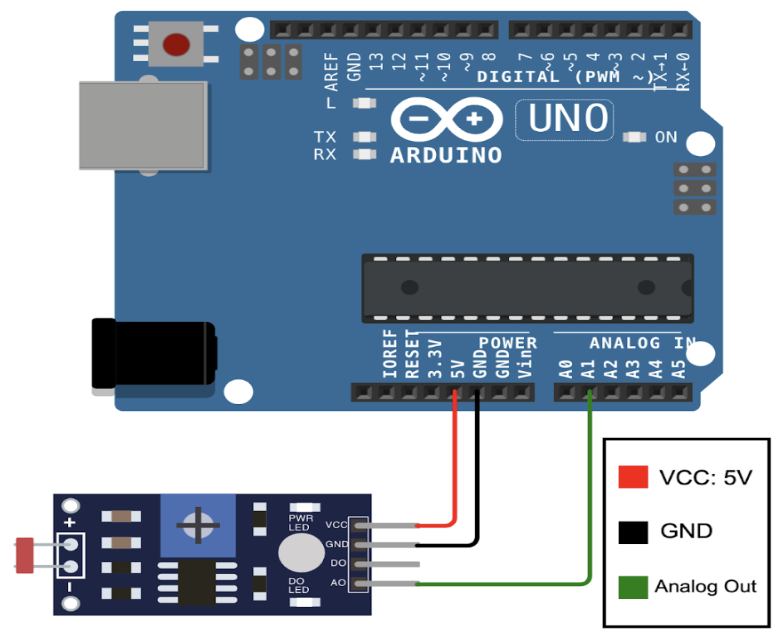 AREF
GND
13
12
~11
~10
~9
8
7
~6
~5
4
~3
~2
TX→1
RX←0
DIGITAL (PWM ~)
L
TX
RX
ARDUINO
UNO
ON
IOREF
RESET
3.3V
5V
GND
GND
Vin
POWER
A0
A1
A2
A3
A4
A5
ANALOG IN
+
-
PWR
LED
DO
LED
VCC
GND
DO
AO
VCC: 5V
GND
Analog Out